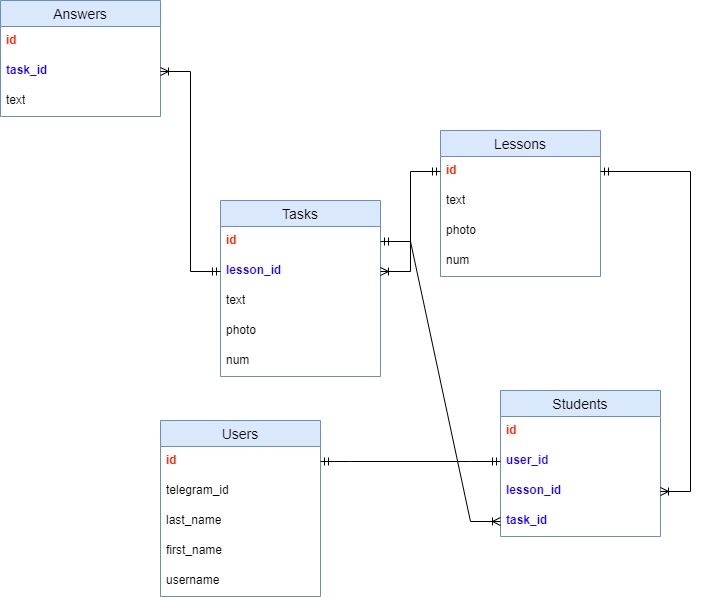 Answers
id
task_id
text
Lessons
id
text
photo
num
Tasks
id
lesson_id
text
photo
num
Students
id
user_id
lesson_id
task_id
Users
id
telegram_id
last_name
first_name
username